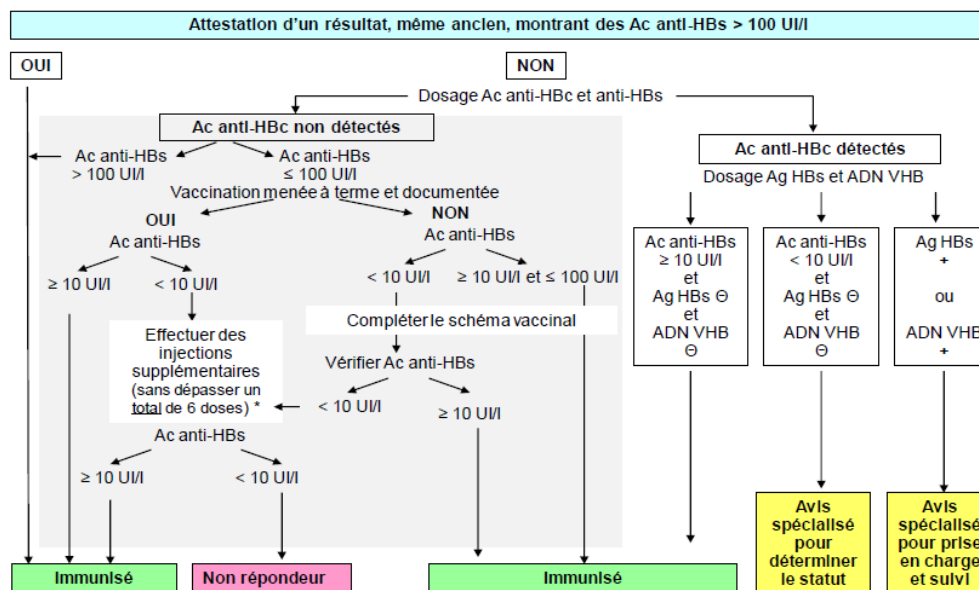 Attestation d'un résultat, même ancien, montrant des Ac anti-HBs > 100 UI/l
OUI
NON
Dosage Ac anti-HBc et anti-HBs
Ac anti-HBc non détectés
Ac anti-HBs
> 100 UI/l
Ac anti-HBs
≤ 100 UI/l
Vaccination menée à terme et documentée
OUI
Ac anti-HBs
≥ 10 UI/l
< 10 UI/l
NON
Ac anti-HBs
< 10 UI/l
≥ 10 UI/l et ≤ 100 UI/l
Effectuer des
injections
supplémentaires
(sans dépasser un
total de 6 doses) *
Compléter le schéma vaccinal
Vérifier Ac anti-HBs
< 10 UI/l
≥ 10 UI/l
Ac anti-HBs
≥ 10 UI/l
< 10 UI/l
Ac anti-HBc détectés
Dosage Ag HBs et ADN VHB
Ac anti-HBs
≥ 10 UI/l
et
Ag HBs Θ
et
ADN VHB
Θ
Ac anti-HBs
< 10 UI/l
et
Ag HBs Θ
et
ADN VHB
Θ
Ag HBs
+
ou
ADN VHB
+
Immunisé
Non répondeur
Immunisé
Avis
spécialisé
pour
déterminer
le statut
Avis
spécialisé
pour prise
en charge
et suivi